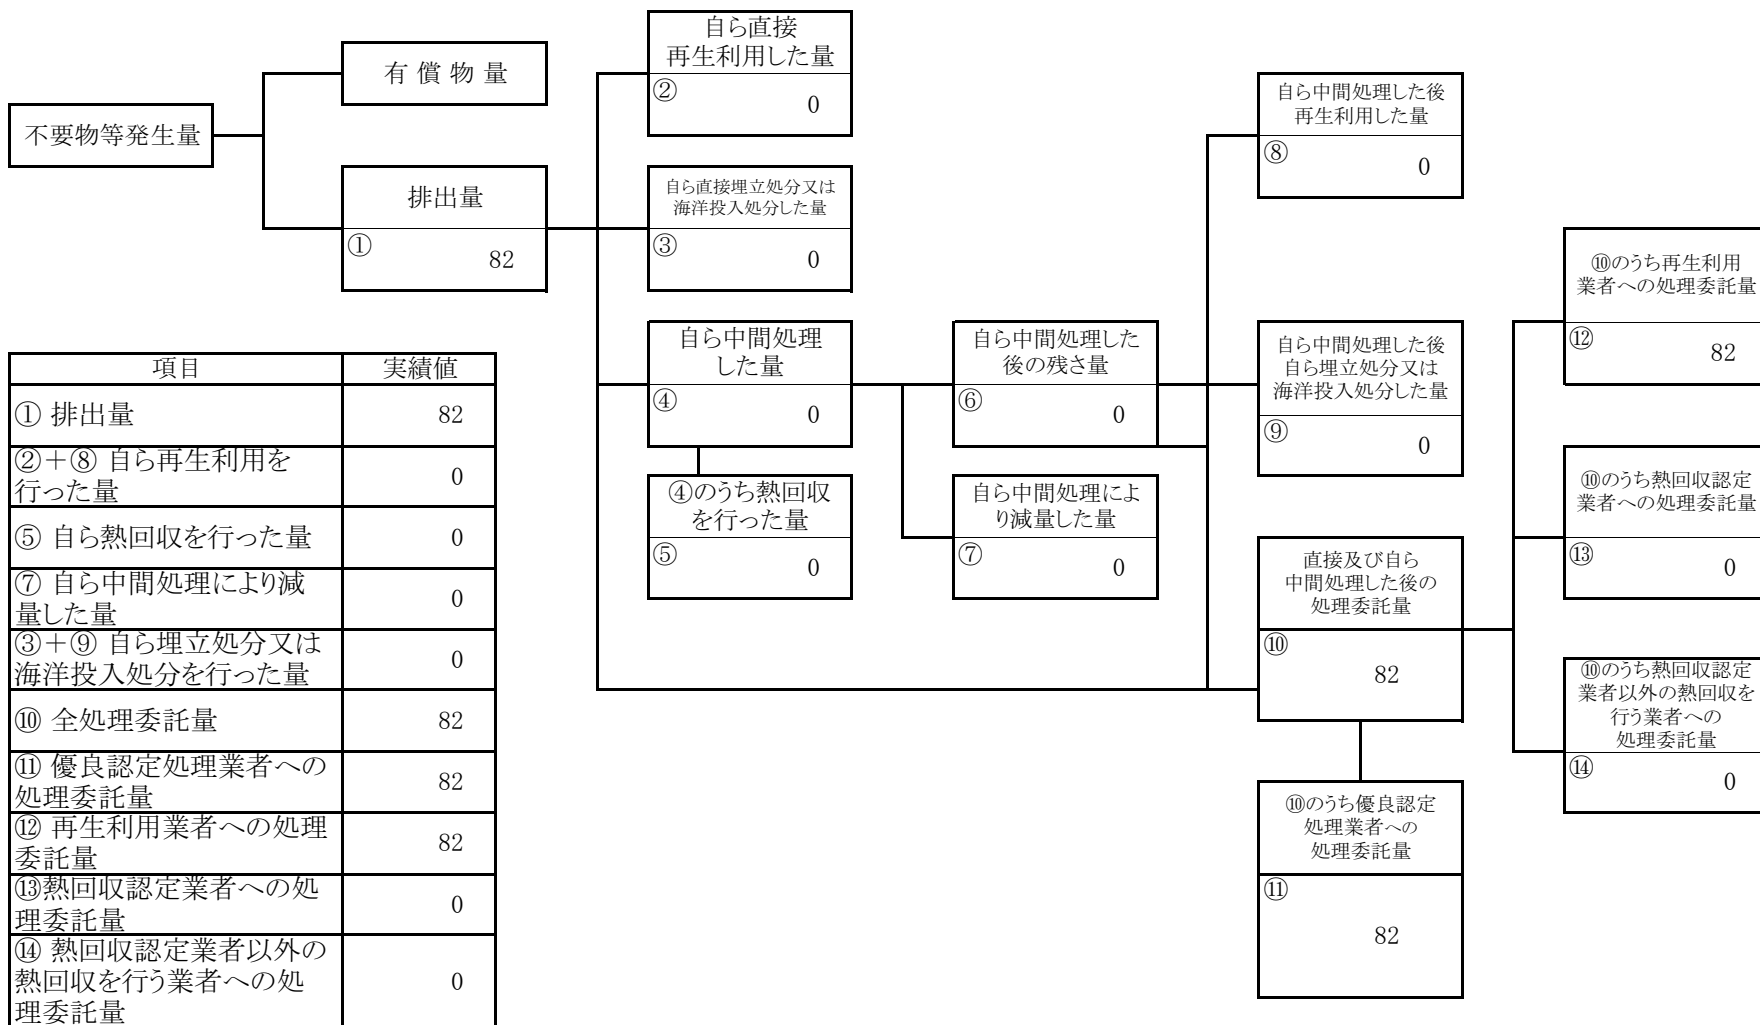 不要物等発生量
有償物量
排出量
①
82
自ら直接
再生利用した量
②
0
自ら直接埋立処分又は
海洋投入処分した量
③
0
自ら中間処理
した量
④
0
④のうち熱回収
を行った量
⑤
0
自ら中間処理した
後の残さ量
⑥
0
自ら中間処理によ
り減量した量
⑦
0
自ら中間処理した後
再生利用した量
⑧
0
自ら中間処理した後
自ら埋立処分又は
海洋投入処分した量
⑨
0
直接及び自ら
中間処理した後の
処理委託量
⑩
82
⑩のうち優良認定
処理業者への
処理委託量
⑪
82
⑩のうち再生利用
業者への処理委託量
⑫
82
⑩のうち熱回収認定
業者への処理委託量
⑬
0
⑩のうち熱回収認定
業者以外の熱回収を
行う業者への
処理委託量
⑭
0
項目 実績値
① 排出量 82
②＋⑧ 自ら再生利用を
行った量 0
⑤ 自ら熱回収を行った量 0
⑦ 自ら中間処理により減
量した量 0
③＋⑨ 自ら埋立処分又は
海洋投入処分を行った量 0
⑩ 全処理委託量 82
⑪ 優良認定処理業者への
処理委託量 82
⑫ 再生利用業者への処理
委託量 82
⑬熱回収認定業者への処
理委託量 0
⑭ 熱回収認定業者以外の
熱回収を行う業者への処
理委託量 0